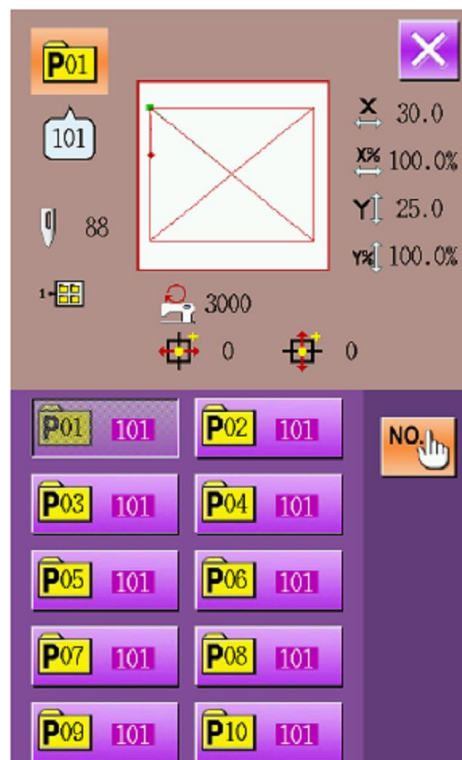 P01
101
X 30.0
X% 100.0%
88
Y 25.0
Y% 100.0%
1
3000
0 0
P01 101 P02 101
NO.
P03 101 P04 101
P05 101 P06 101
P07 101 P08 101
P09 101 P10 101